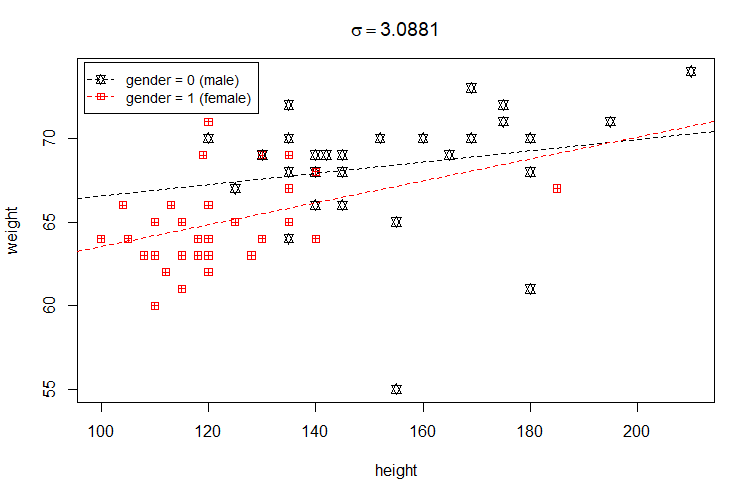 σ = 3.0881
gender = 0 (male)
gender = 1 (female)
weight
70
65
60
55
100 120 140 160 180 200
height